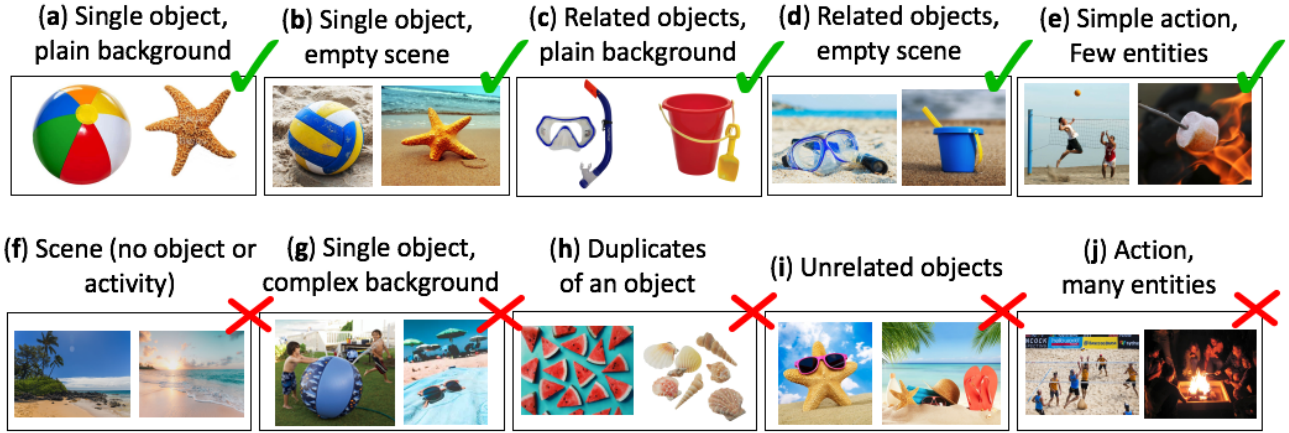 (a) Single object,
plain background
(b) Single object,
empty scene
(c) Related objects,
plain background
(d) Related objects,
empty scene
(e) Simple action,
Few entities
(f) Scene (no object or
activity)
(g) Single object,
complex background
(h) Duplicates
of an object
(i) Unrelated objects
(j) Action,
many entities